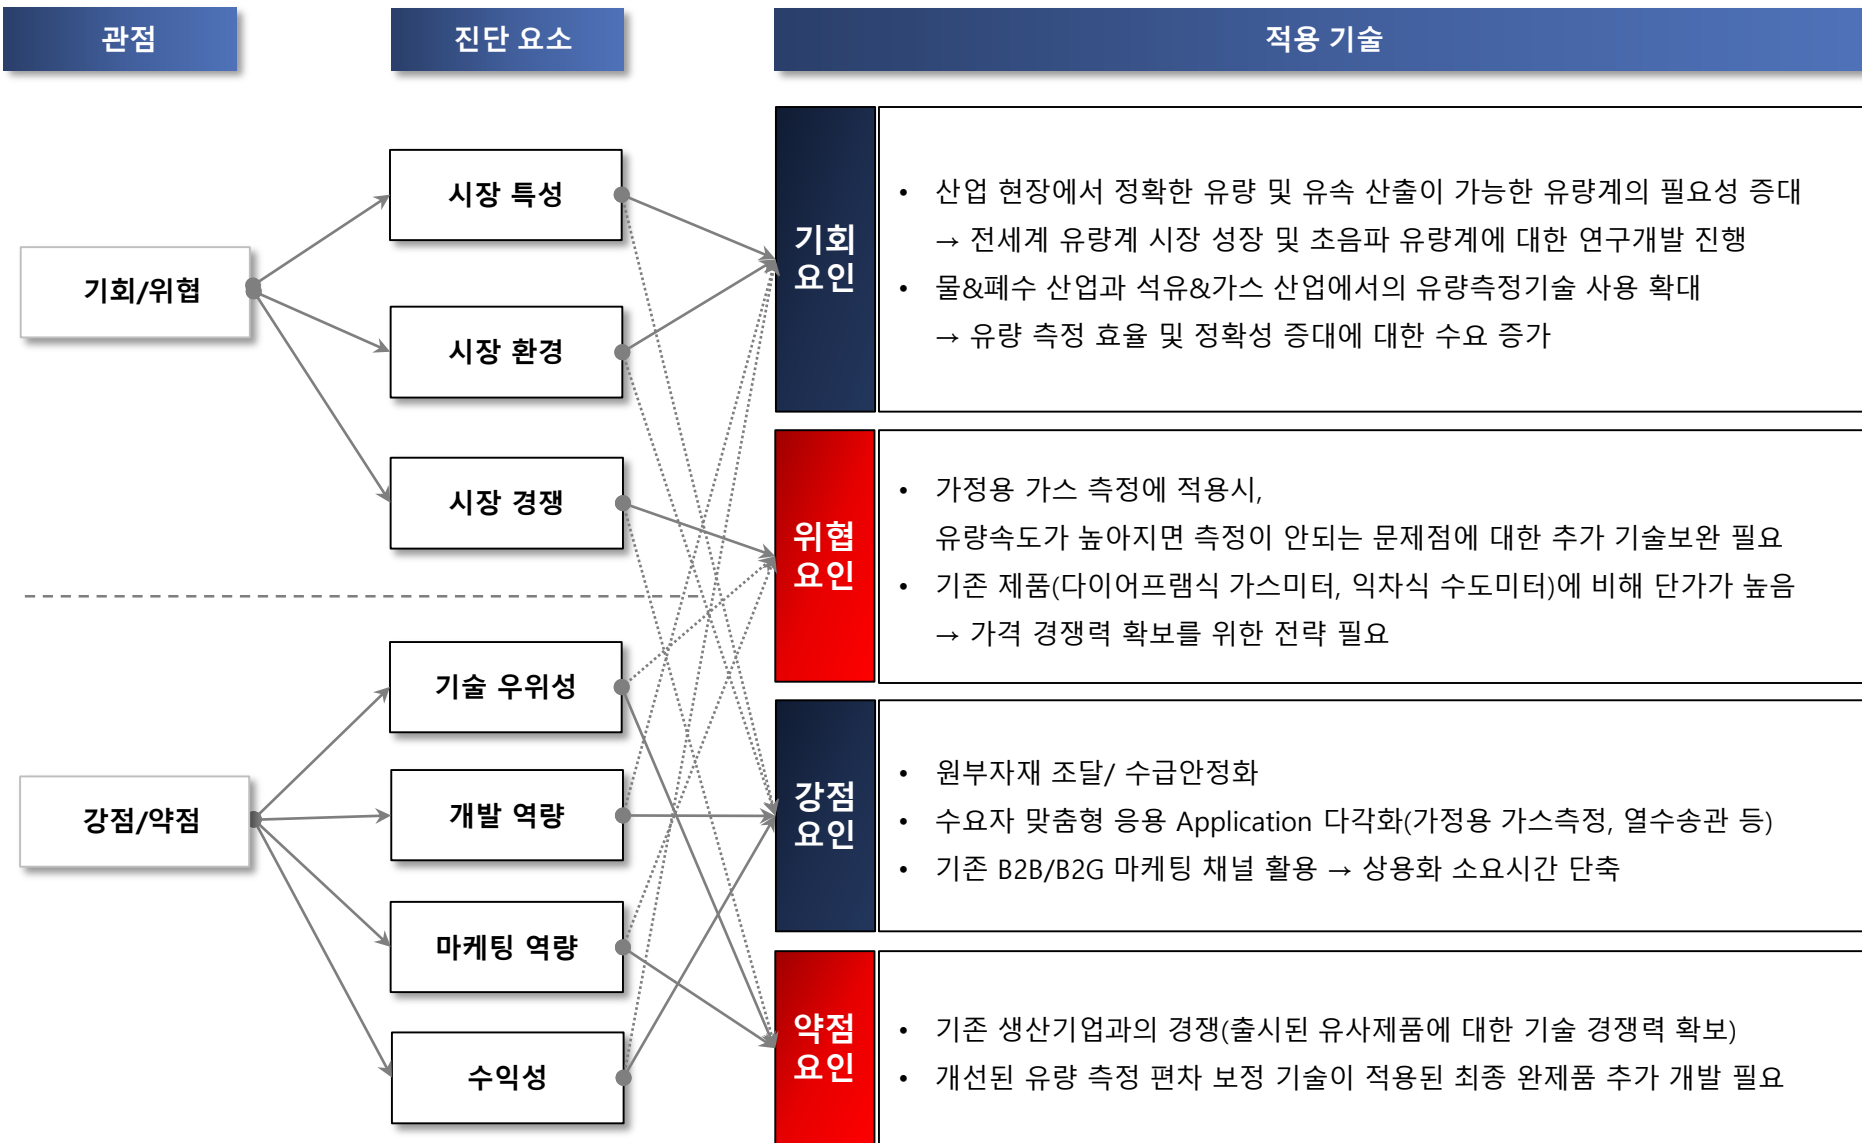 관점
진단 요소
적용 기술
기회/위협
시장 특성
시장 환경
시장 경쟁
강점/약점
기술 우위성
개발 역량
마케팅 역량
수익성
기회
요인
• 산업 현장에서 정확한 유량 및 유속 산출이 가능한 유량계의 필요성 증대
→ 전세계 유량계 시장 성장 및 초음파 유량계에 대한 연구개발 진행
• 물&폐수 산업과 석유&가스 산업에서의 유량측정기술 사용 확대
→ 유량 측정 효율 및 정확성 증대에 대한 수요 증가
위협
요인
• 가정용 가스 측정에 적용시,
유량속도가 높아지면 측정이 안되는 문제점에 대한 추가 기술보완 필요
• 기존 제품(다이어프램식 가스미터, 익차식 수도미터)에 비해 단가가 높음
→ 가격 경쟁력 확보를 위한 전략 필요
강점
요인
• 원부자재 조달/ 수급안정화
• 수요자 맞춤형 응용 Application 다각화(가정용 가스측정, 열수송관 등)
• 기존 B2B/B2G 마케팅 채널 활용 → 상용화 소요시간 단축
약점
요인
• 기존 생산기업과의 경쟁(출시된 유사제품에 대한 기술 경쟁력 확보)
• 개선된 유량 측정 편차 보정 기술이 적용된 최종 완제품 추가 개발 필요